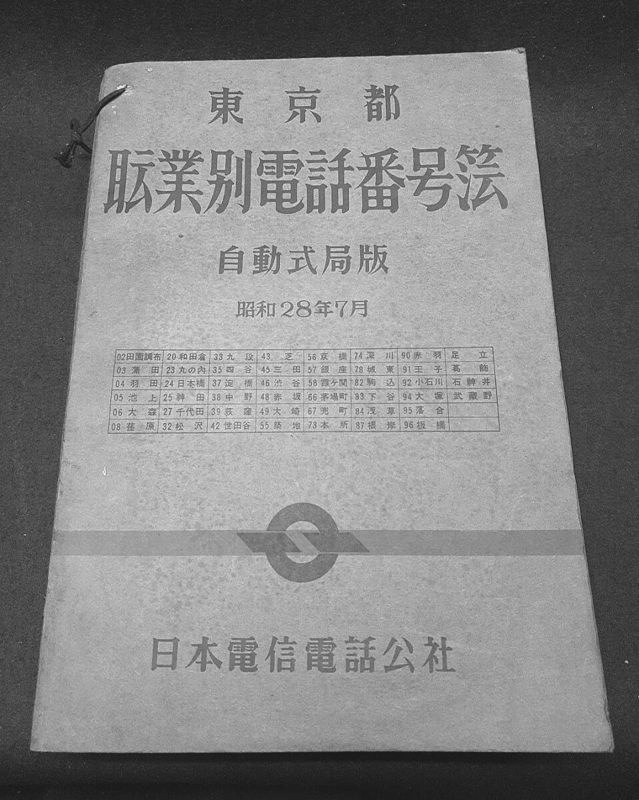 東京都
職業別電話番号簿
自動式局版
昭和28年7月
02田園調布 20和田倉 33九段 43芝 56京橋 74深川 90赤羽 足立
03蒲田 23丸の内 35四谷 45三田 57銀座 78城東 91王子 葛飾
04羽田 24日本橋 37淀橋 46渋谷 58霞ケ関 82駒込 92小石川 石神井
05池上 25神田 38中野 48赤坂 66茅場町 83下谷 94大塚 武蔵野
06大森 27千代田 39荻窪 49大崎 67兜町 84浅草 95落合
08荏原 32松沢 42世田谷 55築地 73本所 87根岸 96板橋
日本電信電話公社